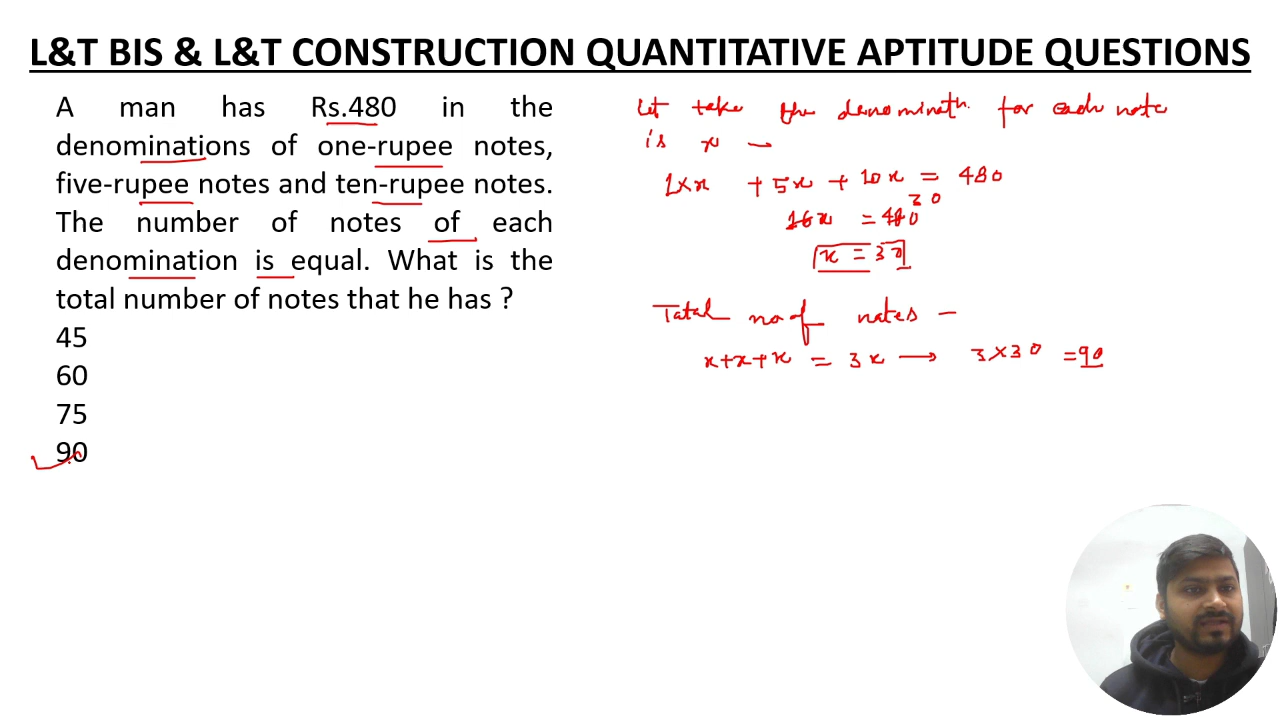 L&T BIS & L&T CONSTRUCTION QUANTITATIVE APTITUDE QUESTIONS
A man has Rs.480 in the
denominations of one-rupee notes,
five-rupee notes and ten-rupee notes.
The number of notes of each
denomination is equal. What is the
total number of notes that he has ?
45
60
75
90
Let take the denominatn. for each note
is x →
1×x + 5x + 10x = 480
30
16x = 480
x = 30
Total no of notes –
x+x+x = 3x → 3×30 = 90